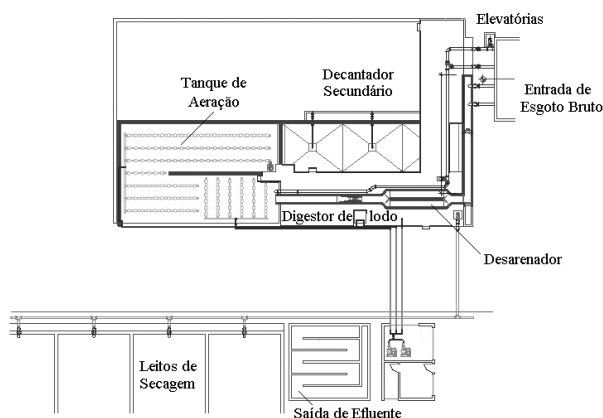 Elevatórias
Tanque de
Aeração
Decantador
Secundário
Entrada de
Esgoto Bruto
Digestor de lodo
Desarenador
Leitos de
Secagem
Saída de Efluente